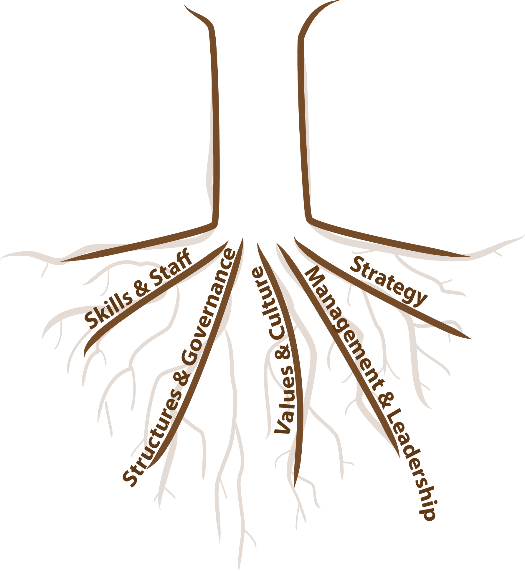 Skills & Staff
Structures & Governance
Values & Culture
Management & Leadership
Strategy